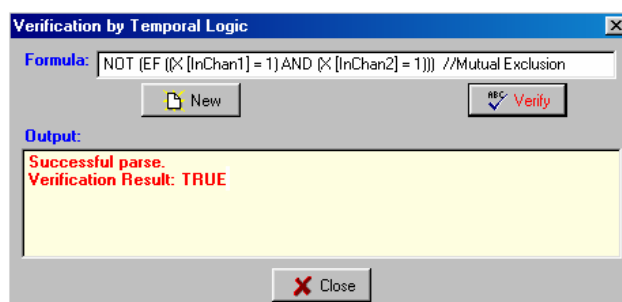 Verification by Temporal Logic
Formula: NOT (EF ((X [InChan1] = 1) AND (X [InChan2] = 1))) //Mutual Exclusion
New ABC Verify
Output:
Successful parse.
Verification Result: TRUE
Close